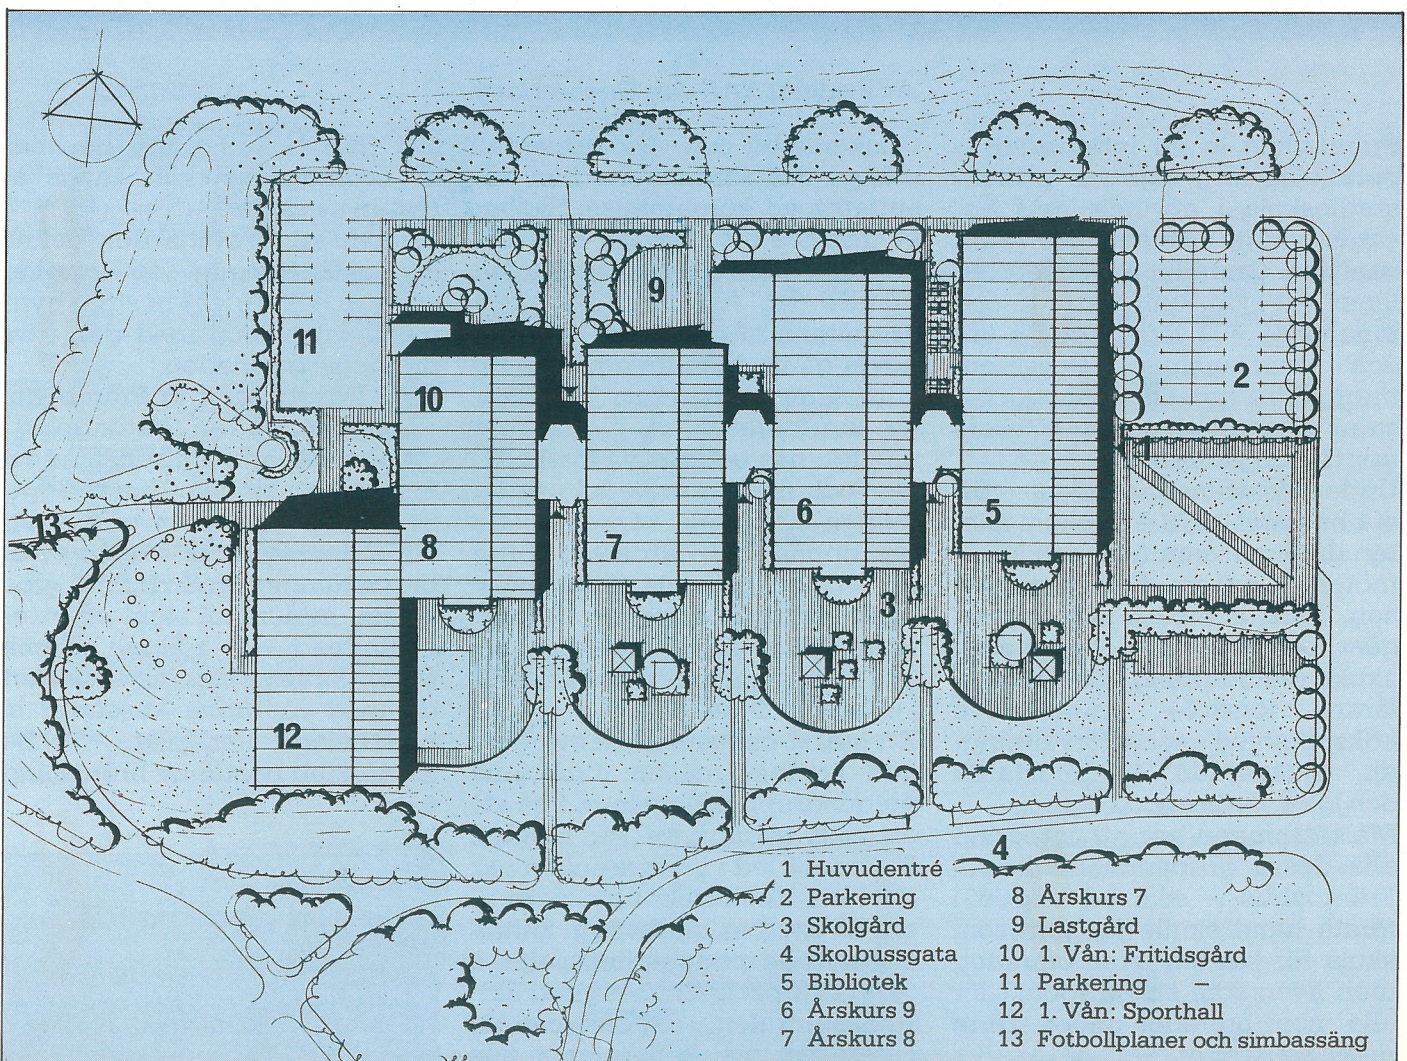 11
9
10
2
1
13
8
7
6
5
3
12
4
1 Huvudentré
2 Parkering
3 Skolgård
4 Skolbussgata
5 Bibliotek
6 Årskurs 9
7 Årskurs 8
8 Årskurs 7
9 Lastgård
10 1. Vån: Fritidsgård
11 Parkering –
12 1. Vån: Sporthall
13 Fotbollplaner och simbassäng